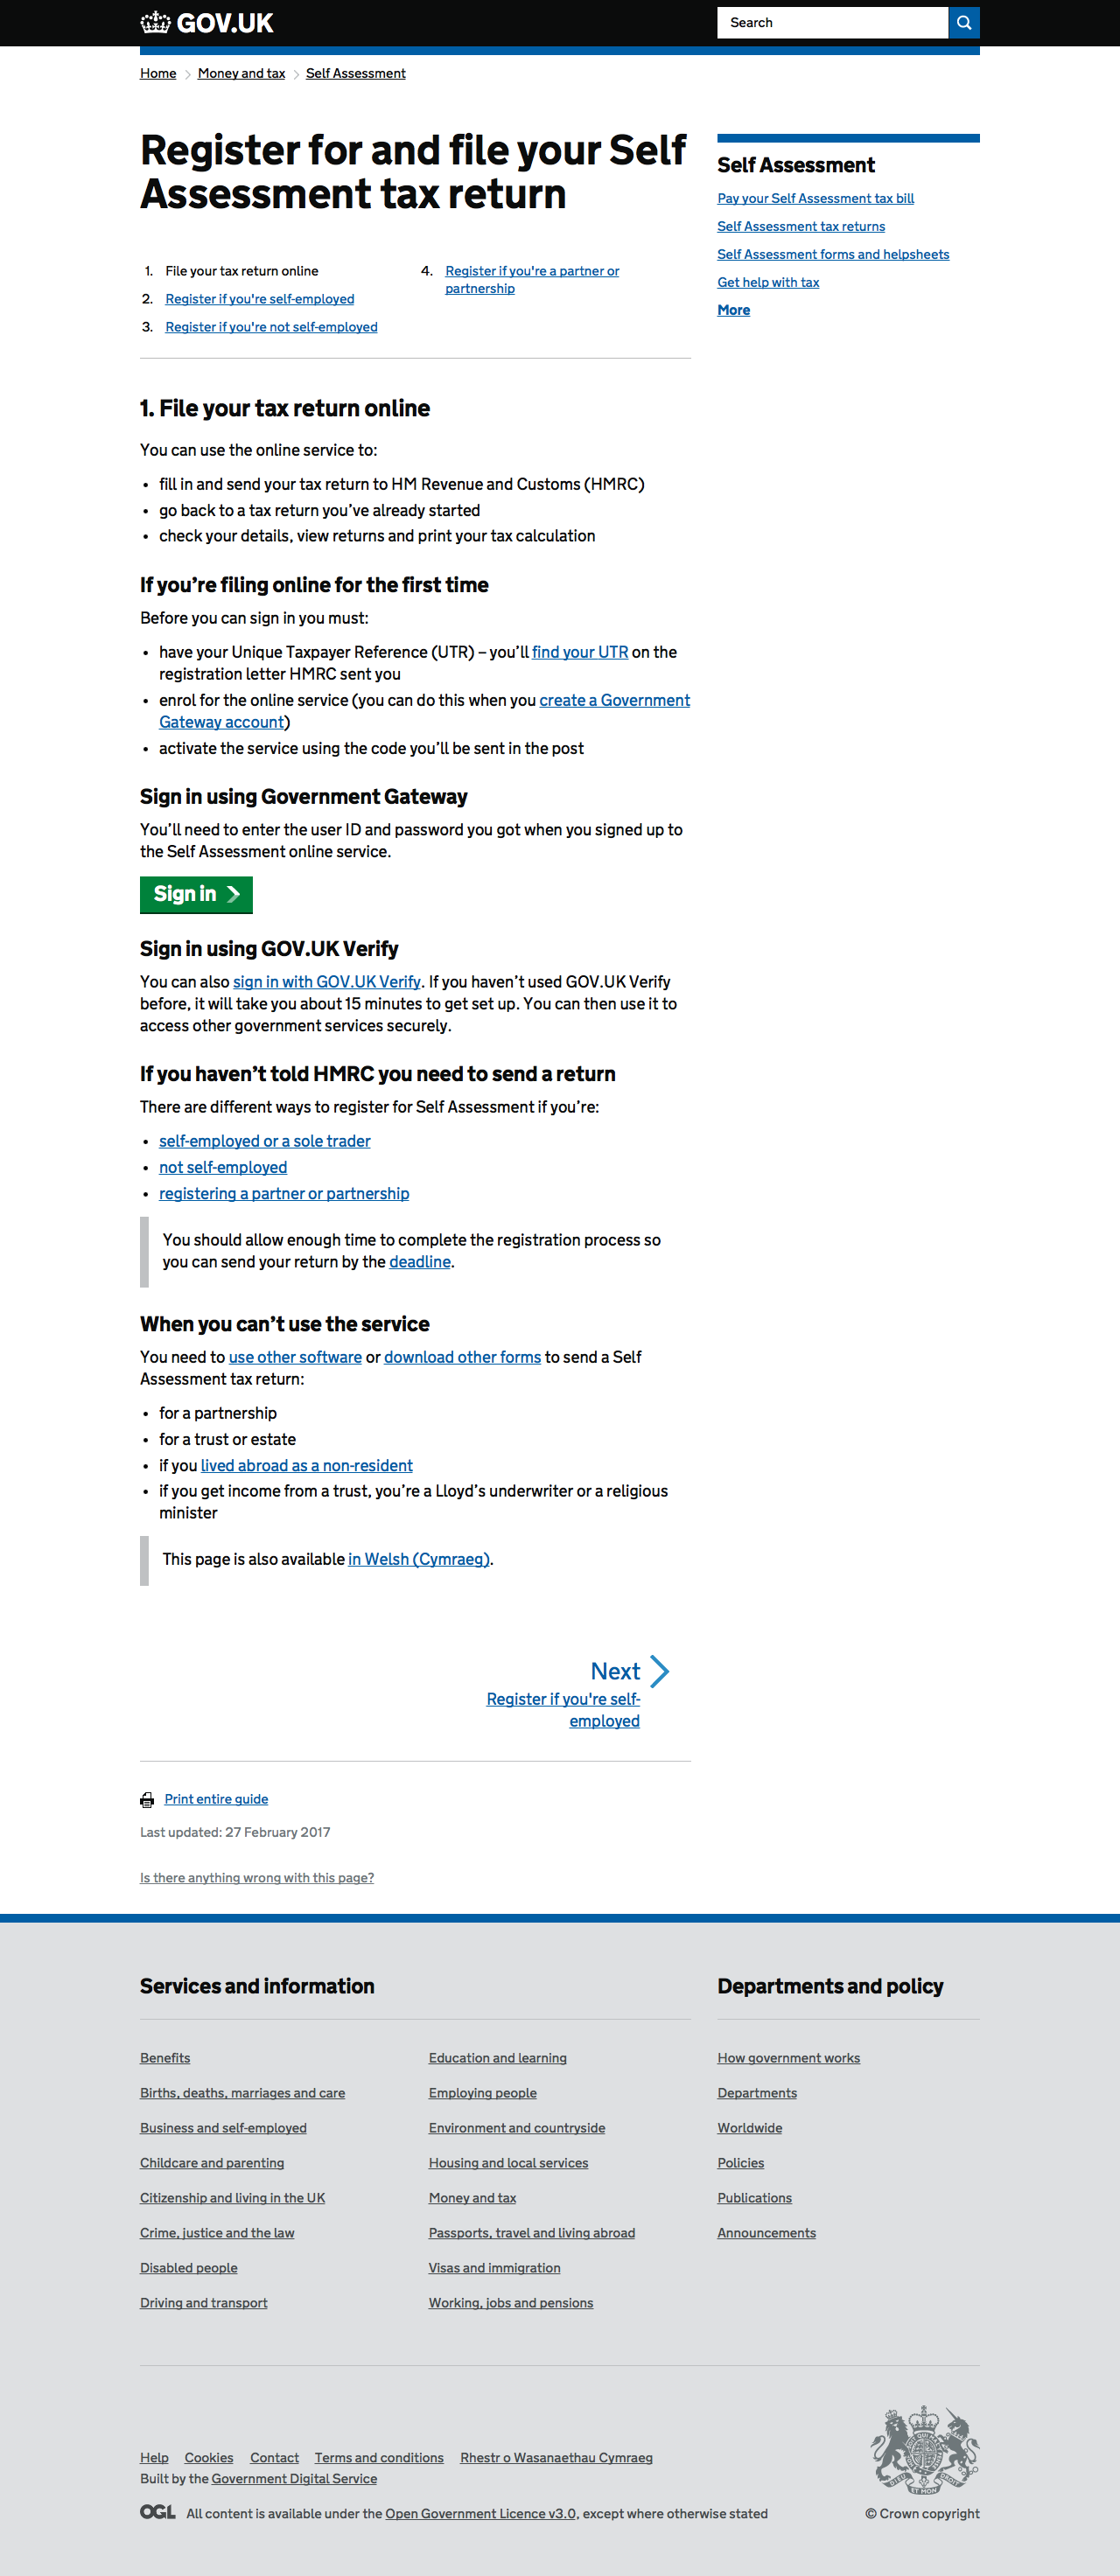 GOV.UK
Search
Home
Money and tax
Self Assessment
Register for and file your Self
Assessment tax return
1. File your tax return online
2. Register if you're self-employed
3. Register if you're not self-employed
4. Register if you're a partner or
partnership
Self Assessment
Pay your Self Assessment tax bill
Self Assessment tax returns
Self Assessment forms and helpsheets
Get help with tax
More
1. File your tax return online
You can use the online service to:
• fill in and send your tax return to HM Revenue and Customs (HMRC)
• go back to a tax return you’ve already started
• check your details, view returns and print your tax calculation
If you’re filing online for the first time
Before you can sign in you must:
• have your Unique Taxpayer Reference (UTR) – you’ll find your UTR on the
registration letter HMRC sent you
• enrol for the online service (you can do this when you create a Government
Gateway account)
• activate the service using the code you’ll be sent in the post
Sign in using Government Gateway
You’ll need to enter the user ID and password you got when you signed up to
the Self Assessment online service.
Sign in
Sign in using GOV.UK Verify
You can also sign in with GOV.UK Verify. If you haven’t used GOV.UK Verify
before, it will take you about 15 minutes to get set up. You can then use it to
access other government services securely.
If you haven’t told HMRC you need to send a return
There are different ways to register for Self Assessment if you’re:
• self-employed or a sole trader
• not self-employed
• registering a partner or partnership
You should allow enough time to complete the registration process so
you can send your return by the deadline.
When you can’t use the service
You need to use other software or download other forms to send a Self
Assessment tax return:
• for a partnership
• for a trust or estate
• if you lived abroad as a non-resident
• if you get income from a trust, you’re a Lloyd’s underwriter or a religious
minister
This page is also available in Welsh (Cymraeg).
Next
Register if you're self-
employed
Print entire guide
Last updated: 27 February 2017
Is there anything wrong with this page?
Services and information
Benefits
Births, deaths, marriages and care
Business and self-employed
Childcare and parenting
Citizenship and living in the UK
Crime, justice and the law
Disabled people
Driving and transport
Education and learning
Employing people
Environment and countryside
Housing and local services
Money and tax
Passports, travel and living abroad
Visas and immigration
Working, jobs and pensions
Departments and policy
How government works
Departments
Worldwide
Policies
Publications
Announcements
Help
Cookies
Contact
Terms and conditions
Rhestr o Wasanaethau Cymraeg
Built by the Government Digital Service
OGL All content is available under the Open Government Licence v3.0, except where otherwise stated
DIEU ET MON DROIT
© Crown copyright